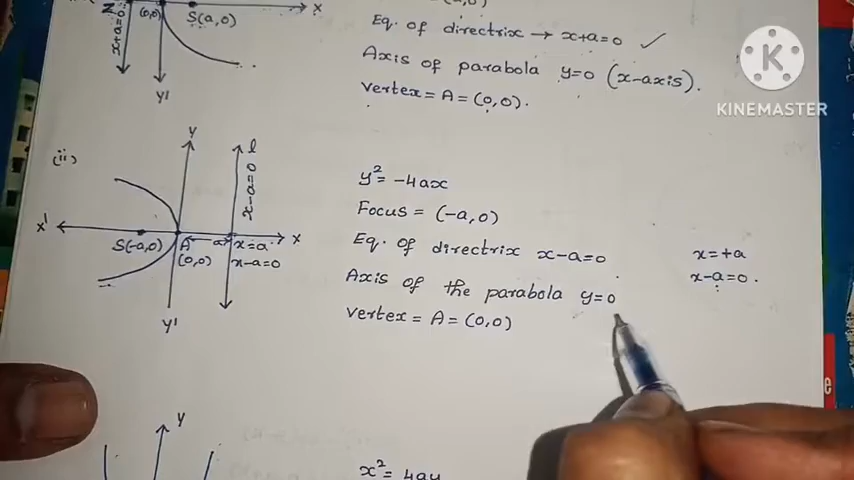 Z
x+a=0
(0,0)
S(a,0)
x
y'
Eq. of directrix → x+a=0 ✓
Axis of parabola y=0 (x-axis).
vertex = A = (0,0).
K
KINEMASTER
(ii)
y
l
x-a=0
x'
S(-a,0)
A
(0,0)
a
x=a
x
x-a=0
y'
y² = -4ax
Focus = (-a,0)
Eq. of directrix x-a=0
Axis of the parabola y=0
vertex = A = (0,0)
x=+a
x-a=0.
y
x² = 4ay